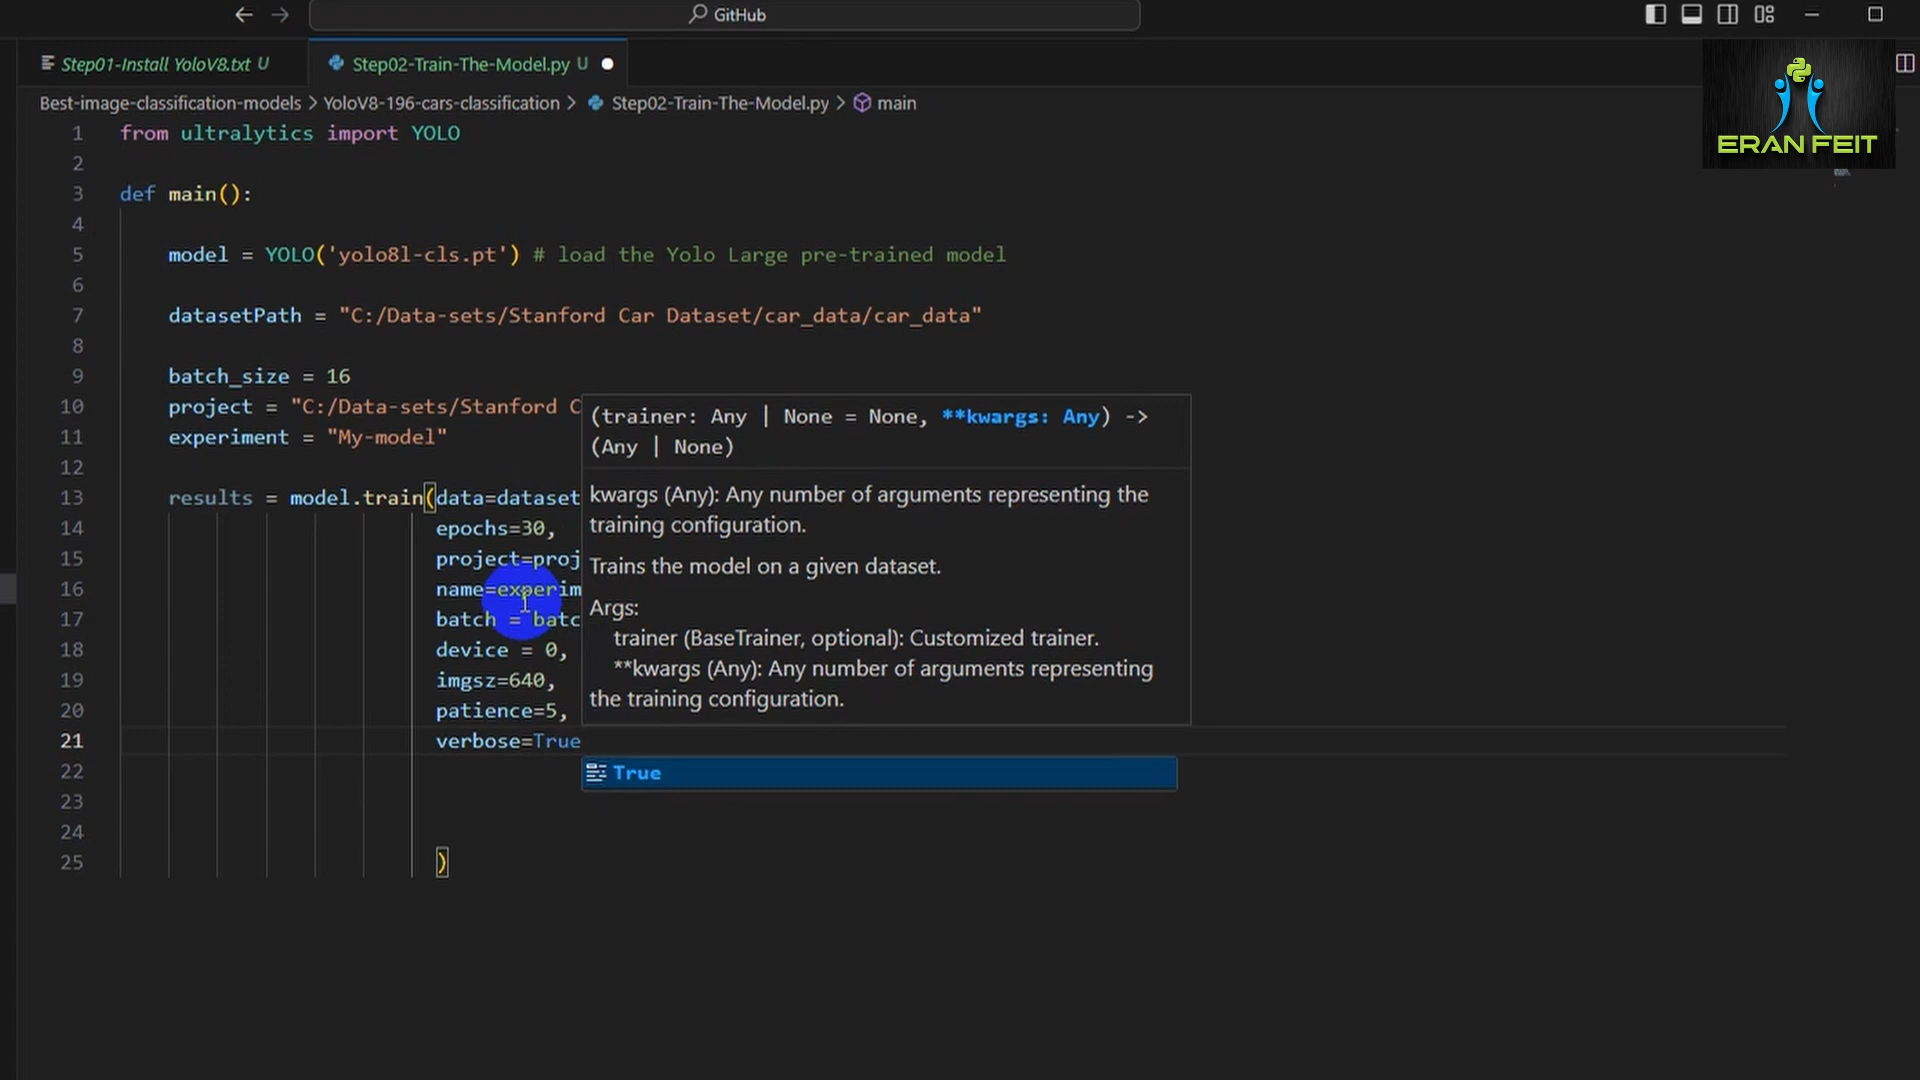 GitHub
Step01-Install YoloV8.txt U
Step02-Train-The-Model.py U
ERAN FEIT
Best-image-classification-models > YoloV8-196-cars-classification > Step02-Train-The-Model.py > main
1 from ultralytics import YOLO
2
3 def main():
4
5 model = YOLO('yolo8l-cls.pt') # load the Yolo Large pre-trained model
6
7 datasetPath = "C:/Data-sets/Stanford Car Dataset/car_data/car_data"
8
9 batch_size = 16
10 project = "C:/Data-sets/Stanford C
11 experiment = "My-model"
12
13 results = model.train(data=dataset
14 epochs=30,
15 project=proj
16 name=experim
17 batch = batc
18 device = 0,
19 imgsz=640,
20 patience=5,
21 verbose=True
22
23
24
25 )
(trainer: Any | None = None, **kwargs: Any) ->
(Any | None)
kwargs (Any): Any number of arguments representing the
training configuration.
Trains the model on a given dataset.
Args:
trainer (BaseTrainer, optional): Customized trainer.
**kwargs (Any): Any number of arguments representing
the training configuration.
True